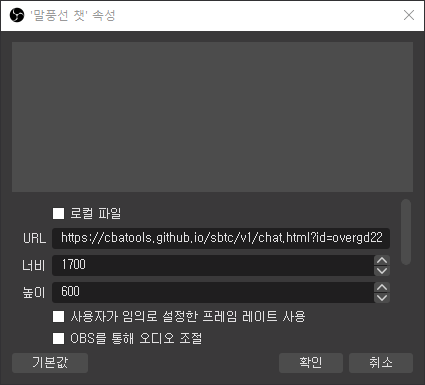 '말풍선 챗' 속성
로컬 파일
URL https://cbatools.github.io/sbtc/v1/chat.html?id=overgd22
너비 1700
높이 600
사용자가 임의로 설정한 프레임 레이트 사용
OBS를 통해 오디오 조절
기본값 확인 취소